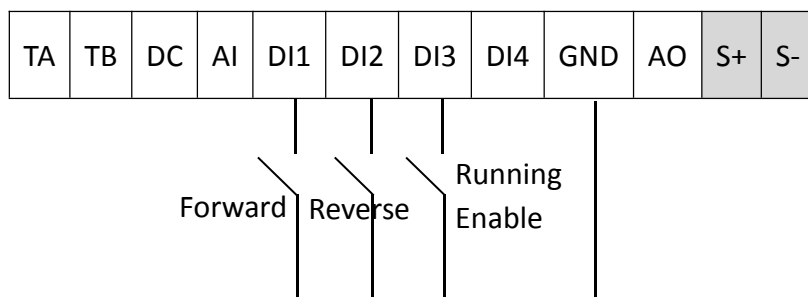 TA TB DC AI DI1 DI2 DI3 DI4 GND AO S+ S-
Forward Reverse Running
Enable